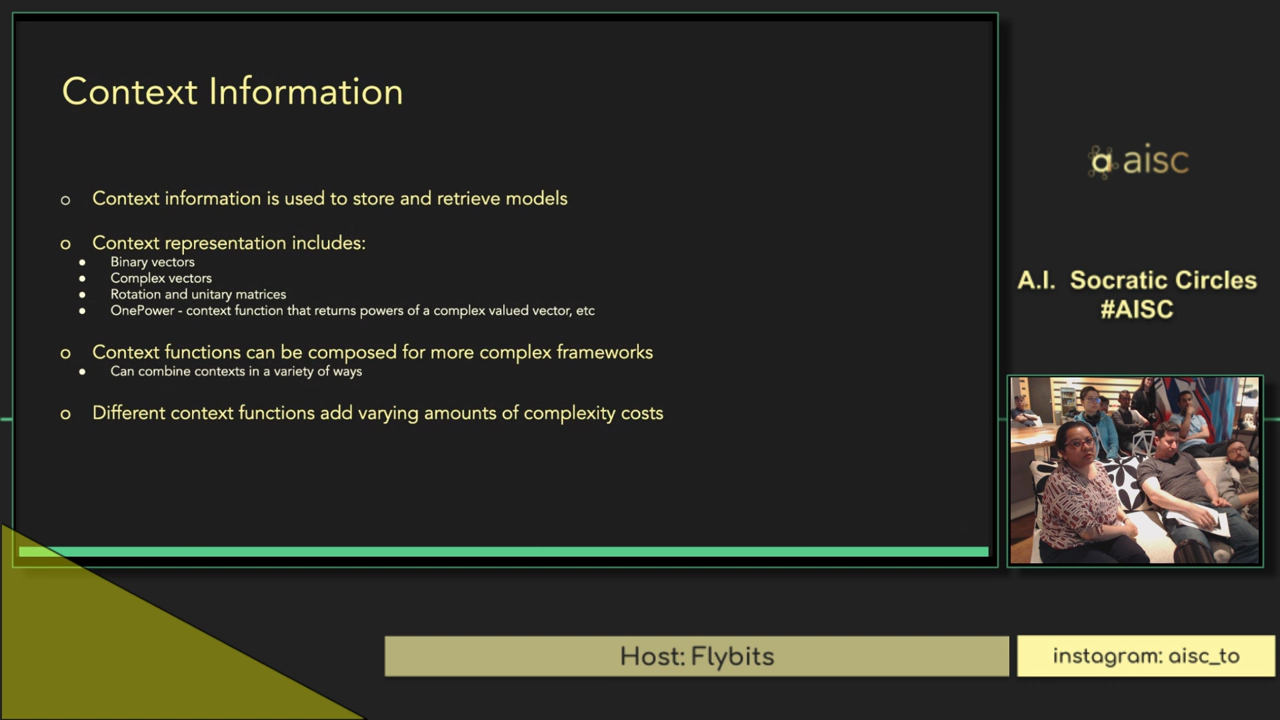 Context Information
Context information is used to store and retrieve models
Context representation includes:
Binary vectors
Complex vectors
Rotation and unitary matrices
OnePower - context function that returns powers of a complex valued vector, etc
Context functions can be composed for more complex frameworks
Can combine contexts in a variety of ways
Different context functions add varying amounts of complexity costs
aisc
A.I. Socratic Circles
#AISC
Host: Flybits
instagram: aisc_to